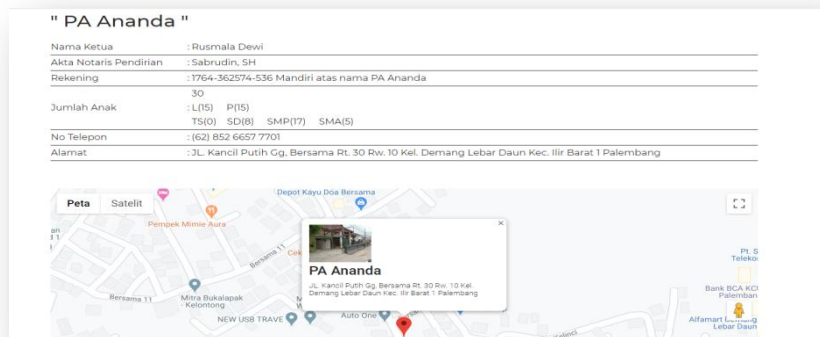 " PA Ananda "
Nama Ketua : Rusmala Dewi
Akta Notaris Pendirian : Sabrudin, SH
Rekening : 1764-362574-536 Mandiri atas nama PA Ananda
30
Jumlah Anak : L(15) P(15)
TS(0) SD(8) SMP(17) SMA(5)
No Telepon : (62) 852 6657 7701
Alamat : JL. Kancil Putih Gg, Bersama Rt. 30 Rw. 10 Kel. Demang Lebar Daun Kec. Ilir Barat 1 Palembang
Peta Satelit
Depot Kayu Doa Bersama
Pempek Mimie Aura
Bersama 11
Cek
PA Ananda
JL. Kancil Putih Gg, Bersama Rt. 30 Rw. 10 Kel.
Demang Lebar Daun Kec. Ilir Barat 1 Palembang
Pt. S
Teleko
Bank BCA KC
Palemban
Bersama 11
Mitra Bukalapak
- Kelontong
NEW USB TRAVE
Auto One
Alfamart
Lebar Daun